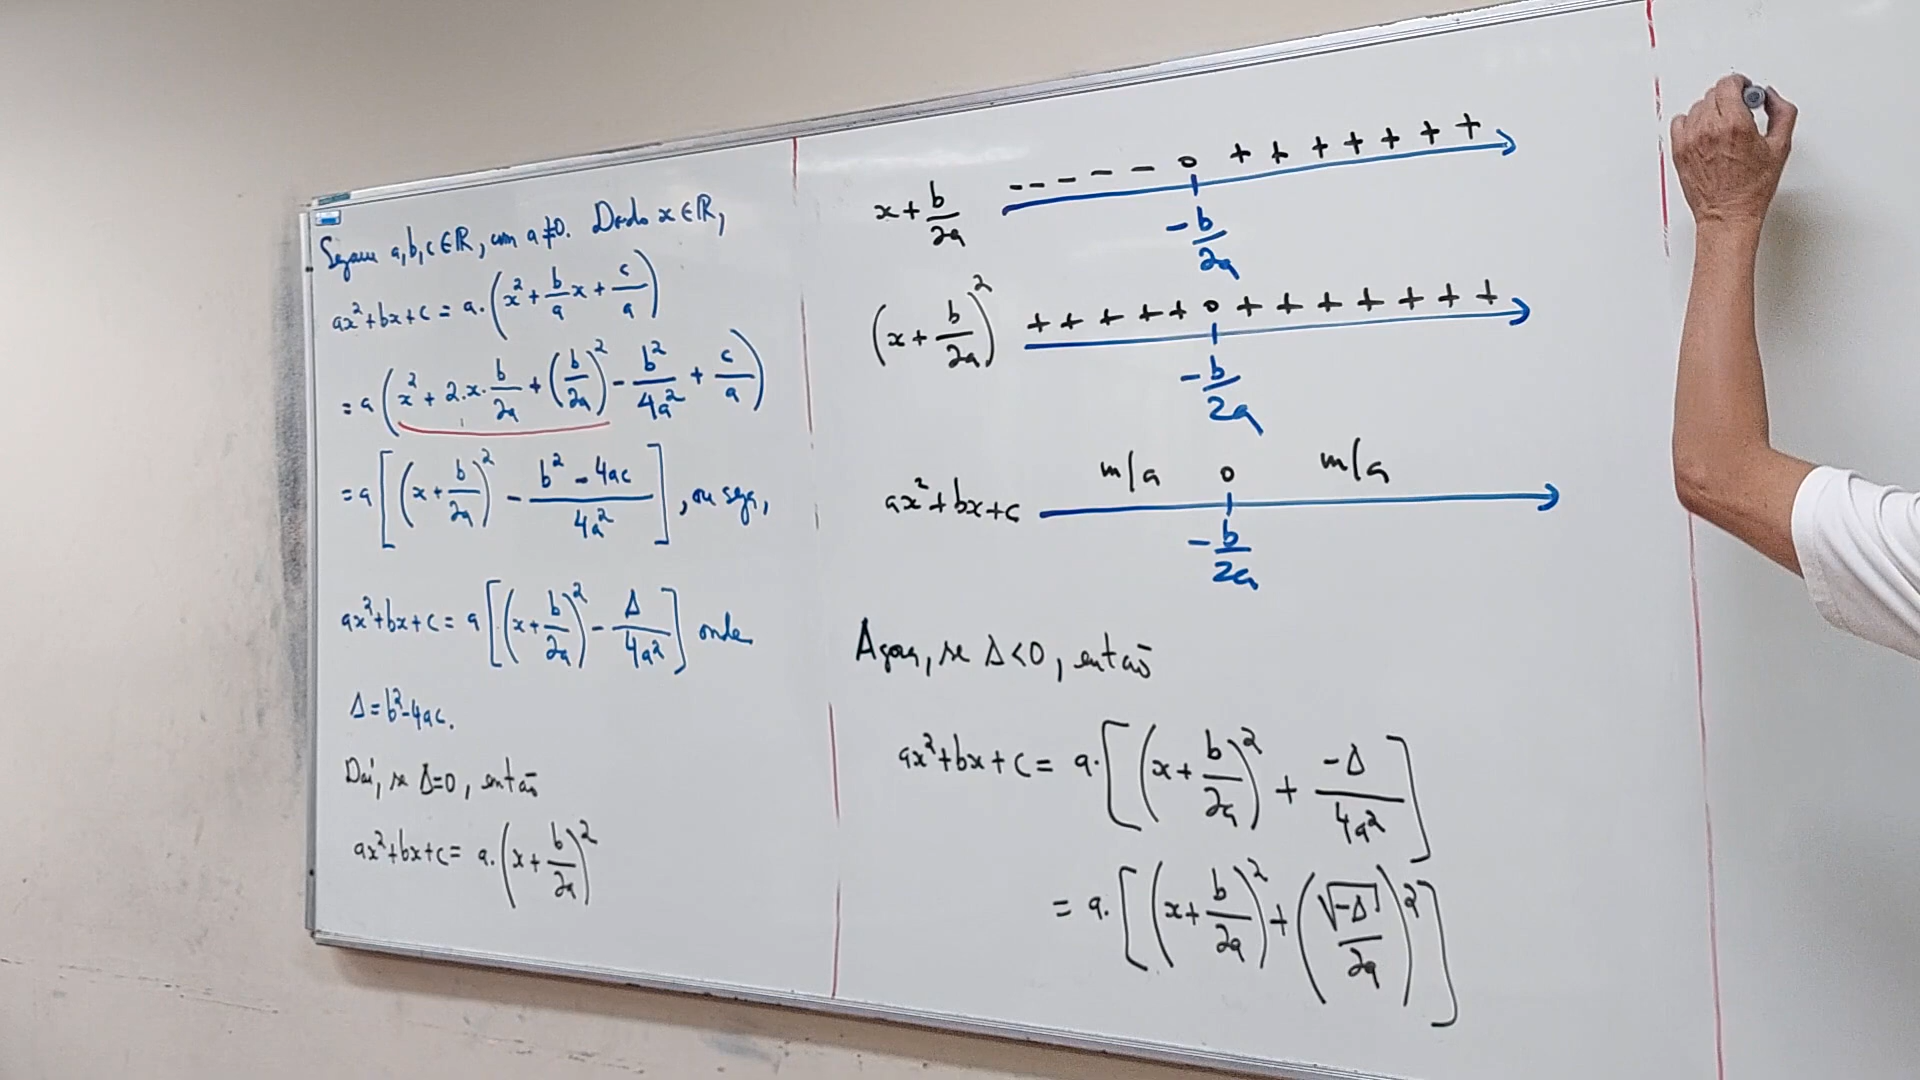 Sejam a,b,c∈ℝ, com a≠0. Dado x∈ℝ,
ax²+bx+c = a·(x²+b/a x+c/a)
= a(x²+2·x·b/2a+(b/2a)²-b²/4a²+c/a)
= a[(x+b/2a)²-(b²-4ac)/4a²], ou seja,
ax²+bx+c = a[(x+b/2a)²-Δ/4a²] onde
Δ=b²-4ac.
Daí, se Δ=0, então
ax²+bx+c = a·(x+b/2a)²
x+b/2a - - - - - 0 + + + + + + +
-b/2a
(x+b/2a)² + + + + + 0 + + + + + + +
-b/2a
ax²+bx+c m/a 0 m/a
-b/2a
Agora, se Δ<0, então
ax²+bx+c = a·[(x+b/2a)²+(-Δ)/4a²]
= a·[(x+b/2a)²+(√-Δ/2a)²]